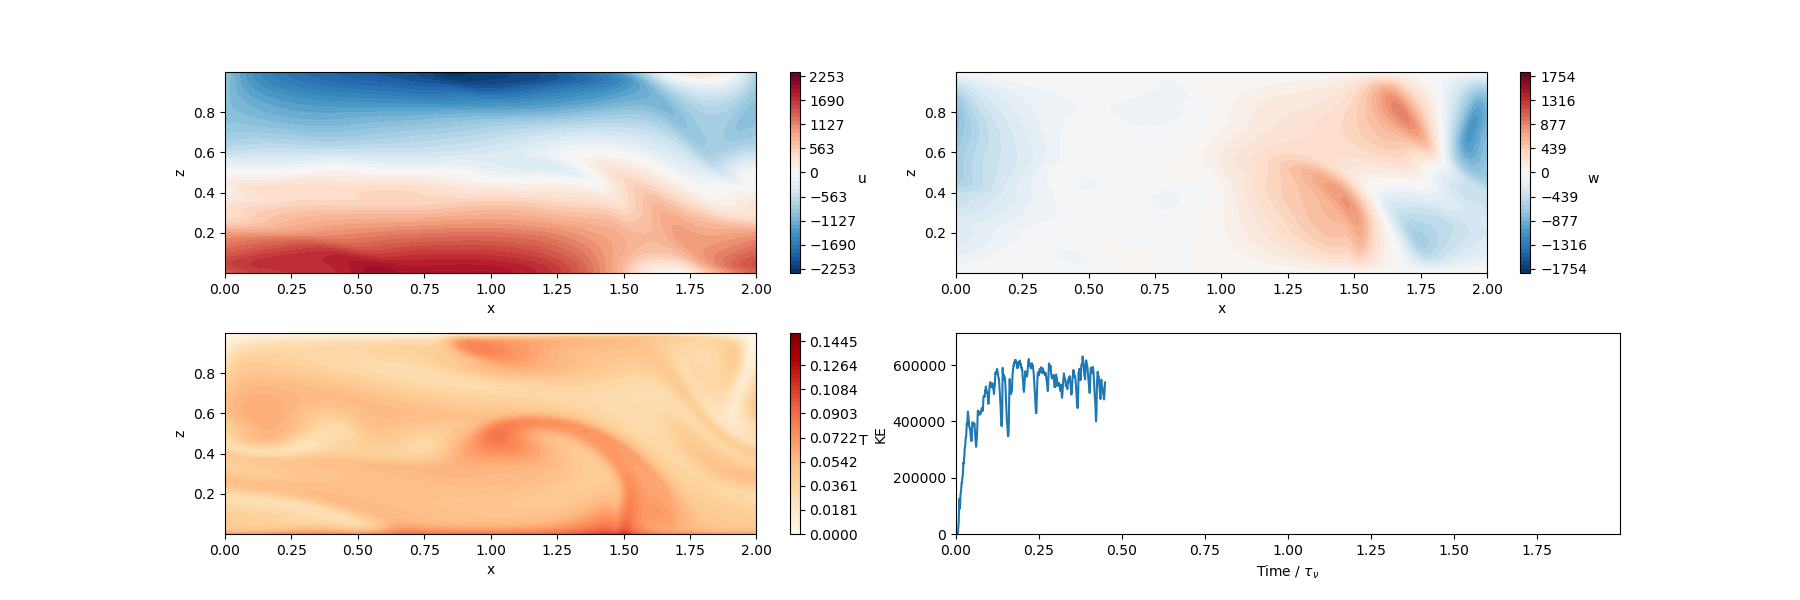 z
0.8
0.6
0.4
0.2
0.00 0.25 0.50 0.75 1.00 1.25 1.50 1.75 2.00
x
2253
1690
1127
563
0
−563
−1127
−1690
−2253
u
z
0.8
0.6
0.4
0.2
0.00 0.25 0.50 0.75 1.00 1.25 1.50 1.75 2.00
x
1754
1316
877
439
0
−439
−877
−1316
−1754
w
z
0.8
0.6
0.4
0.2
0.00 0.25 0.50 0.75 1.00 1.25 1.50 1.75 2.00
x
0.1445
0.1264
0.1084
0.0903
0.0722
0.0542
0.0361
0.0181
0.0000
T
KE
600000
400000
200000
0
0.00 0.25 0.50 0.75 1.00 1.25 1.50 1.75
Time / τν